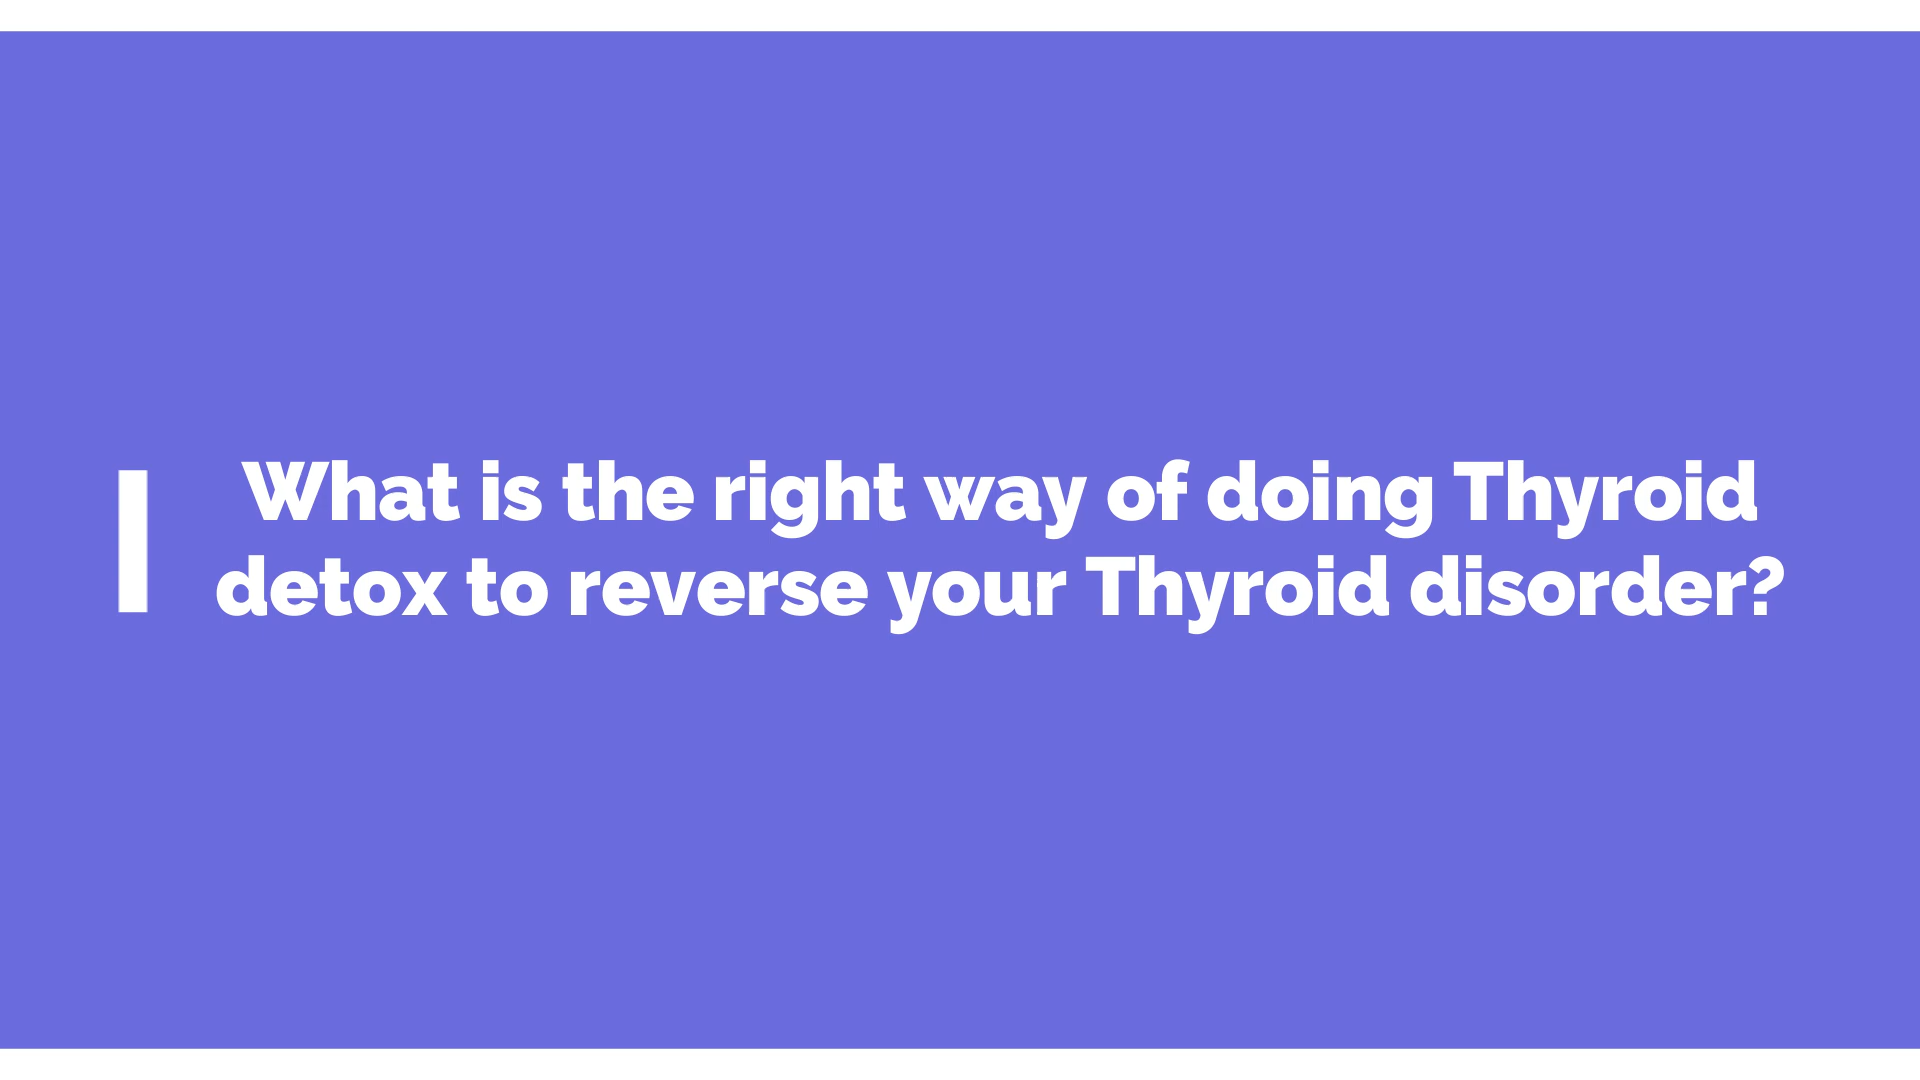 What is the right way of doing Thyroid
detox to reverse your Thyroid disorder?